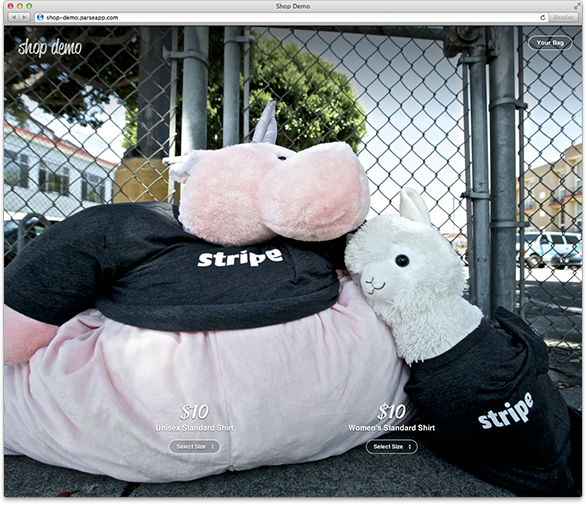 Shop Demo
shop-demo.parseapp.com
Reader
shop demo
Your Bag
stripe
stripe
$10
Unisex Standard Shirt
Select Size
$10
Women's Standard Shirt
Select Size